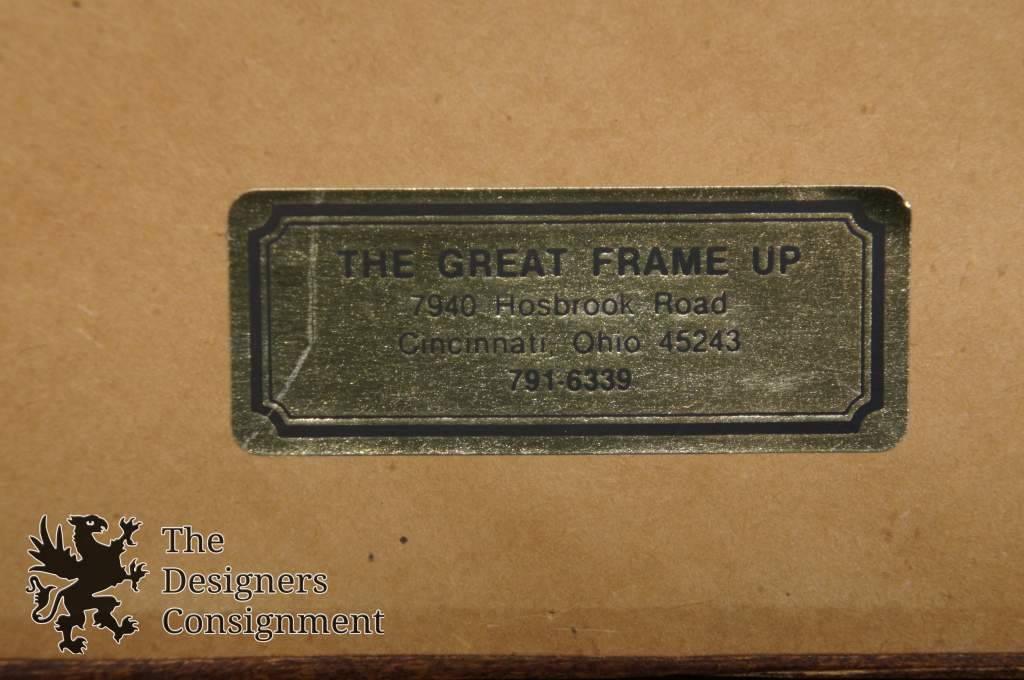 THE GREAT FRAME UP
7940 Hosbrook Road
Cincinnati, Ohio 45243
791-6339
The
Designers
Consignment